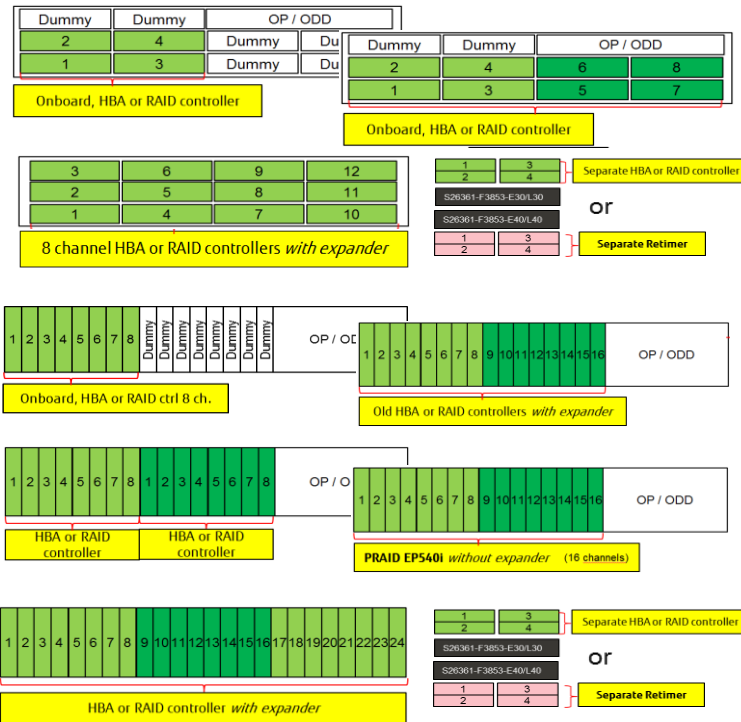 Dummy Dummy OP / ODD
2 4 Dummy Du
1 3 Dummy Du
Onboard, HBA or RAID controller
Dummy Dummy OP / ODD
2 4 6 8
1 3 5 7
Onboard, HBA or RAID controller
3 6 9 12
2 5 8 11
1 4 7 10
8 channel HBA or RAID controllers with expander
1 3
2 4
Separate HBA or RAID controller
S26361-F3853-E30/L30
or
S26361-F3853-E40/L40
1 3
2 4
Separate Retimer
1 2 3 4 5 6 7 8 Dummy Dummy Dummy Dummy Dummy Dummy Dummy Dummy OP / OD
Onboard, HBA or RAID ctrl 8 ch.
1 2 3 4 5 6 7 8 9 10 11 12 13 14 15 16 OP / ODD
Old HBA or RAID controllers with expander
1 2 3 4 5 6 7 8 1 2 3 4 5 6 7 8 OP / O
HBA or RAID
controller
HBA or RAID
controller
1 2 3 4 5 6 7 8 9 10 11 12 13 14 15 16 OP / ODD
PRAID EP540i without expander (16 channels)
1 2 3 4 5 6 7 8 9 10 11 12 13 14 15 16 17 18 19 20 21 22 23 24
HBA or RAID controller with expander
1 3
2 4
Separate HBA or RAID controller
S26361-F3853-E30/L30
or
S26361-F3853-E40/L40
1 3
2 4
Separate Retimer